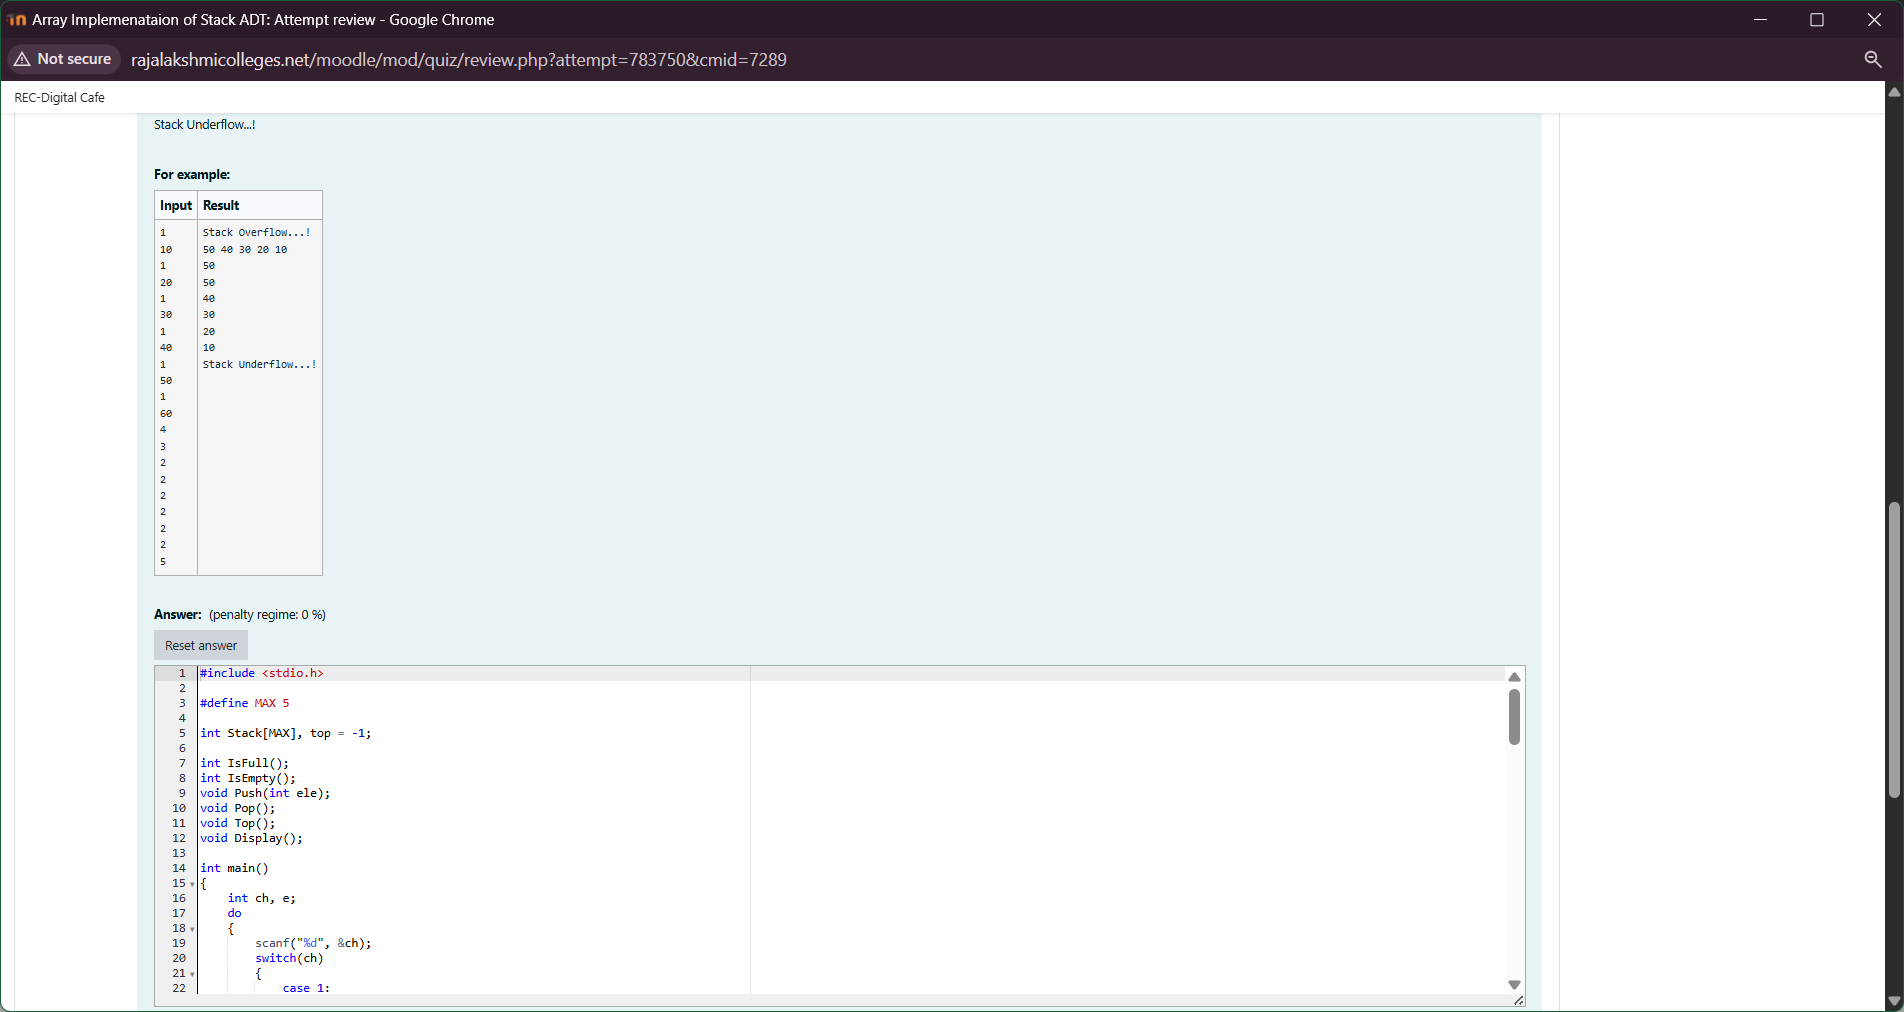 Array Implemenataion of Stack ADT: Attempt review - Google Chrome
Not secure rajalakshmicolleges.net/moodle/mod/quiz/review.php?attempt=783750&cmid=7289
REC-Digital Cafe
Stack Underflow...!
For example:
Input Result
1 Stack Overflow...!
10 50 40 30 20 10
1 50
20 50
1 40
30 30
1 20
40 10
1 Stack Underflow...!
50
1
60
4
3
2
2
2
2
2
2
5
Answer: (penalty regime: 0 %)
Reset answer
1 #include <stdio.h>
2
3 #define MAX 5
4
5 int Stack[MAX], top = -1;
6
7 int IsFull();
8 int IsEmpty();
9 void Push(int ele);
10 void Pop();
11 void Top();
12 void Display();
13
14 int main()
15 {
16 int ch, e;
17 do
18 {
19 scanf("%d", &ch);
20 switch(ch)
21 {
22 case 1: